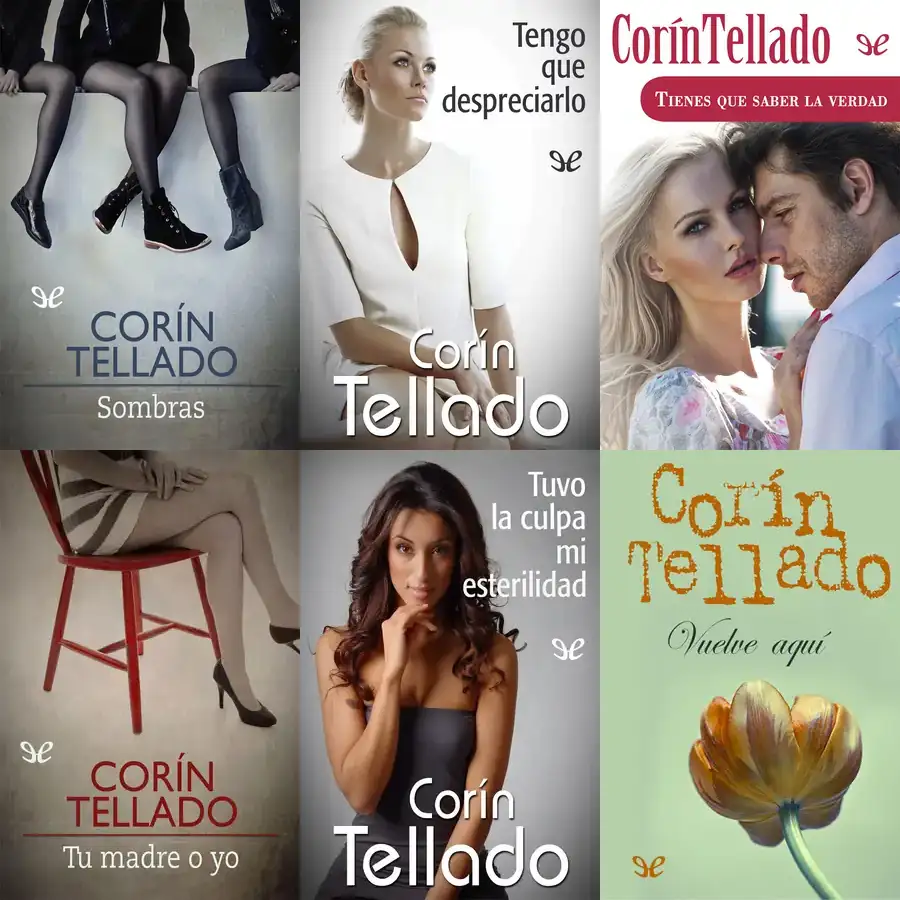 CORÍN
TELLADO
Sombras
Tengo
que
despreciarlo
Corín
Tellado
CorínTellado
TIENES QUE SABER LA VERDAD
CORÍN
TELLADO
Tu madre o yo
Tuvo
la culpa
mi
esterilidad
Corín
Tellado
Corín
Tellado
Vuelve aquí